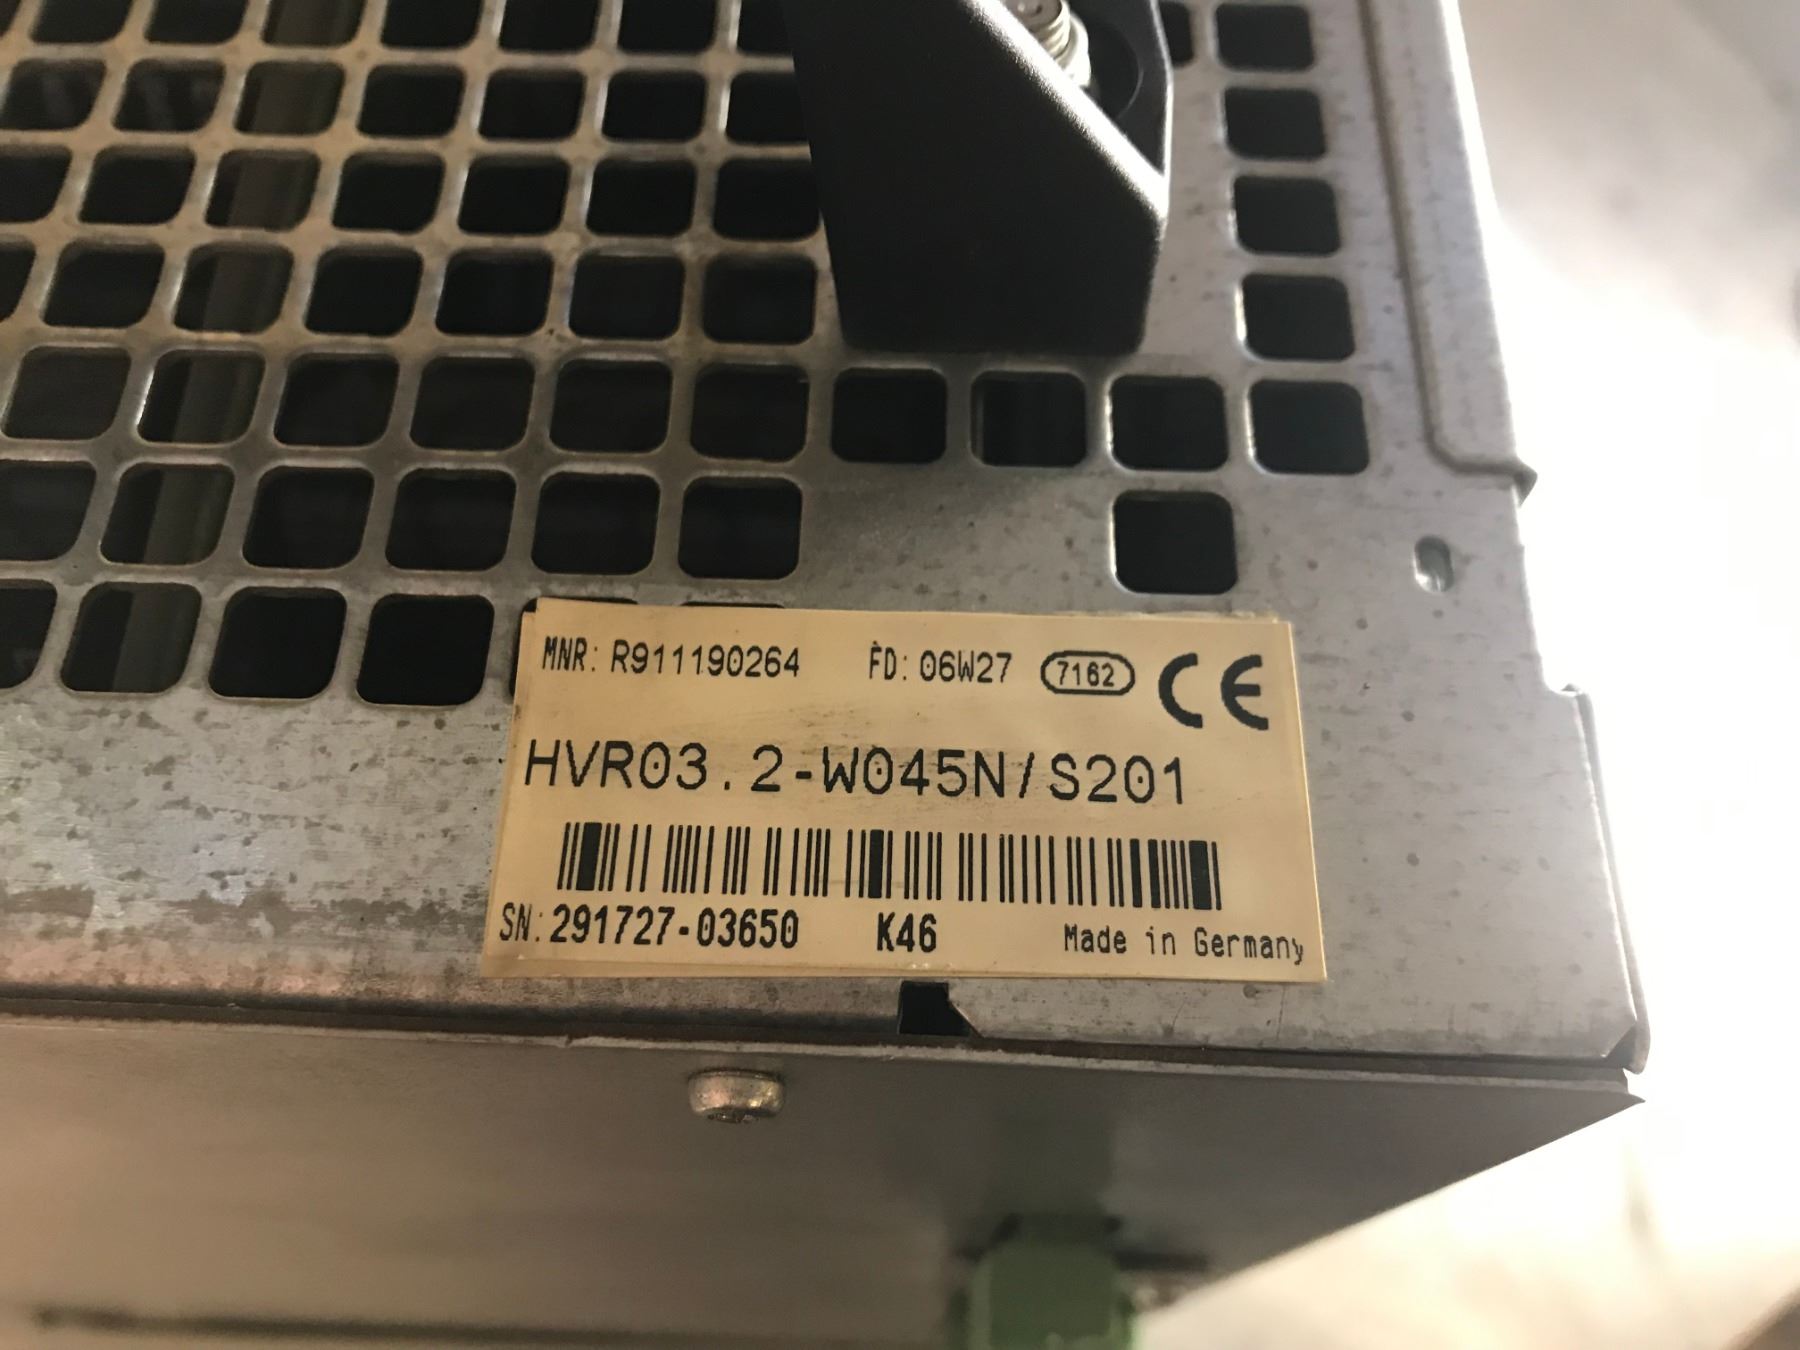 MNR: R911190264 FD: 06W27 7162 CE
HVR03.2-W045N/S201
SN: 291727-03650 K46 Made in Germany